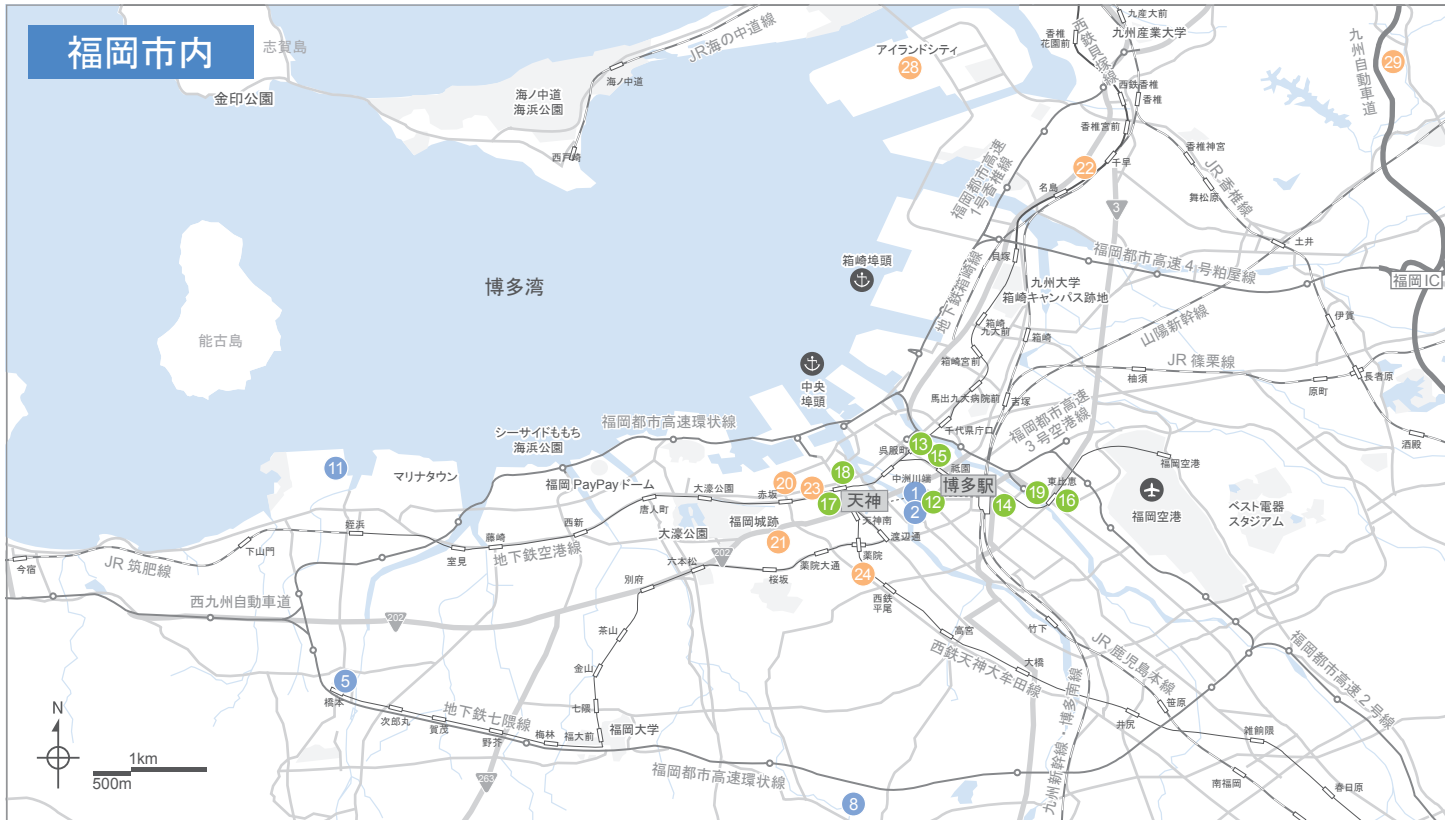 福岡市内
志賀島
金印公園
海ノ中道
海浜公園
海ノ中道
JR海の中道線
西戸崎
アイランドシティ
28
香椎
花園前
西鉄貝塚線
九産大前
九州産業大学
九州自動車道
29
西鉄香椎
香椎
香椎宮前
22
千早
名島
香椎神宮
舞松原
JR香椎線
土井
3
福岡都市高速
1号香椎線
福岡都市高速4号粕屋線
福岡IC
博多湾
能古島
箱崎埠頭
中央
埠頭
地下鉄箱崎線
貝塚
九州大学
箱崎キャンパス跡地
箱崎
九大前
箱崎
箱崎宮前
山陽新幹線
伊賀
JR篠栗線
柚須
原町
長者原
酒殿
馬出九大病院前
吉塚
千代県庁口
福岡都市高速
3号空港線
福岡都市高速環状線
シーサイドももち
海浜公園
11
マリナタウン
福岡PayPayドーム
呉服町
13
15
祇園
中洲川端
18
20
23
赤坂
大濠公園
唐人町
17
天神
1
2
12
博多駅
14
19
東比恵
16
福岡空港
福岡空港
ベスト電器
スタジアム
福岡城跡
大濠公園
21
202
天神南
渡辺通
薬院
薬院大通
桜坂
六本松
24
西鉄
平尾
西新
藤崎
室見
姪浜
下山門
今宿
JR筑肥線
地下鉄空港線
西九州自動車道
202
別府
茶山
金山
七隈
高宮
竹下
大橋
西鉄天神大牟田線
JR鹿児島本線
笹原
井尻
雑餉隈
福岡都市高速2号線
5
橋本
次郎丸
賀茂
野芥
梅林
福大前
福岡大学
地下鉄七隈線
263
福岡都市高速環状線
8
九州新幹線・博多南線
南福岡
春日原
N
1km
500m